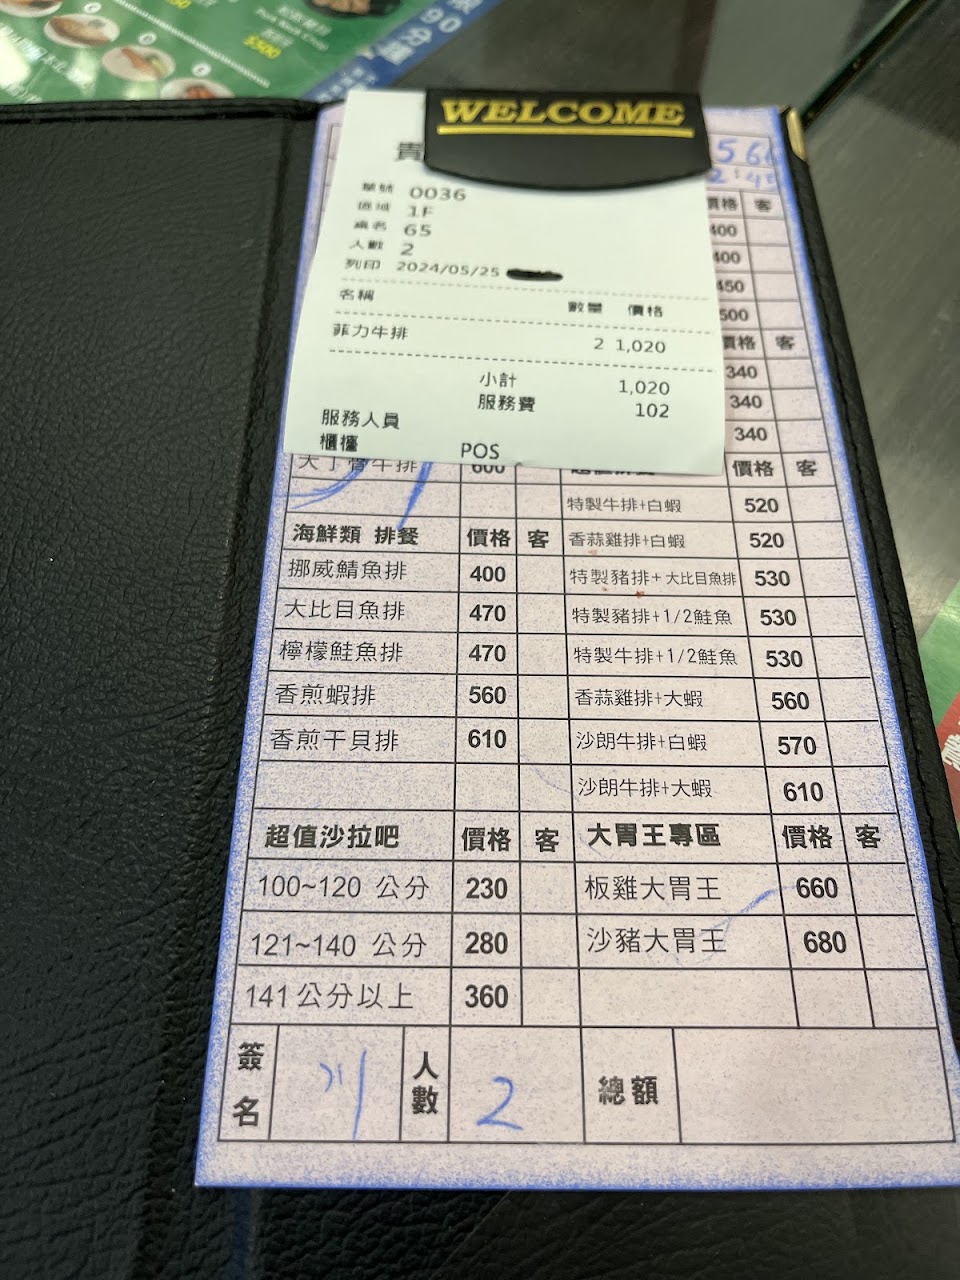 $500
90分鐘
WELCOME
單號 0036
區域 1F
桌名 65
人數 2
列印 2024/05/25
名稱 數量 價格
菲力牛排 2 1,020
小計 1,020
服務費 102
服務人員
櫃檯 POS
價格 客
400
400
450
500
價格 客
340
340
340
大丁骨牛排 600 價格 客
特製牛排+白蝦 520
海鮮類 排餐 價格 客 香蒜雞排+白蝦 520
挪威鯖魚排 400 特製豬排+大比目魚排 530
大比目魚排 470 特製豬排+1/2鮭魚 530
檸檬鮭魚排 470 特製牛排+1/2鮭魚 530
香煎蝦排 560 香蒜雞排+大蝦 560
香煎干貝排 610 沙朗牛排+白蝦 570
沙朗牛排+大蝦 610
超值沙拉吧 價格 客 大胃王專區 價格 客
100~120 公分 230 板雞大胃王 660
121~140 公分 280 沙豬大胃王 680
141公分以上 360
簽名 人數 2 總額